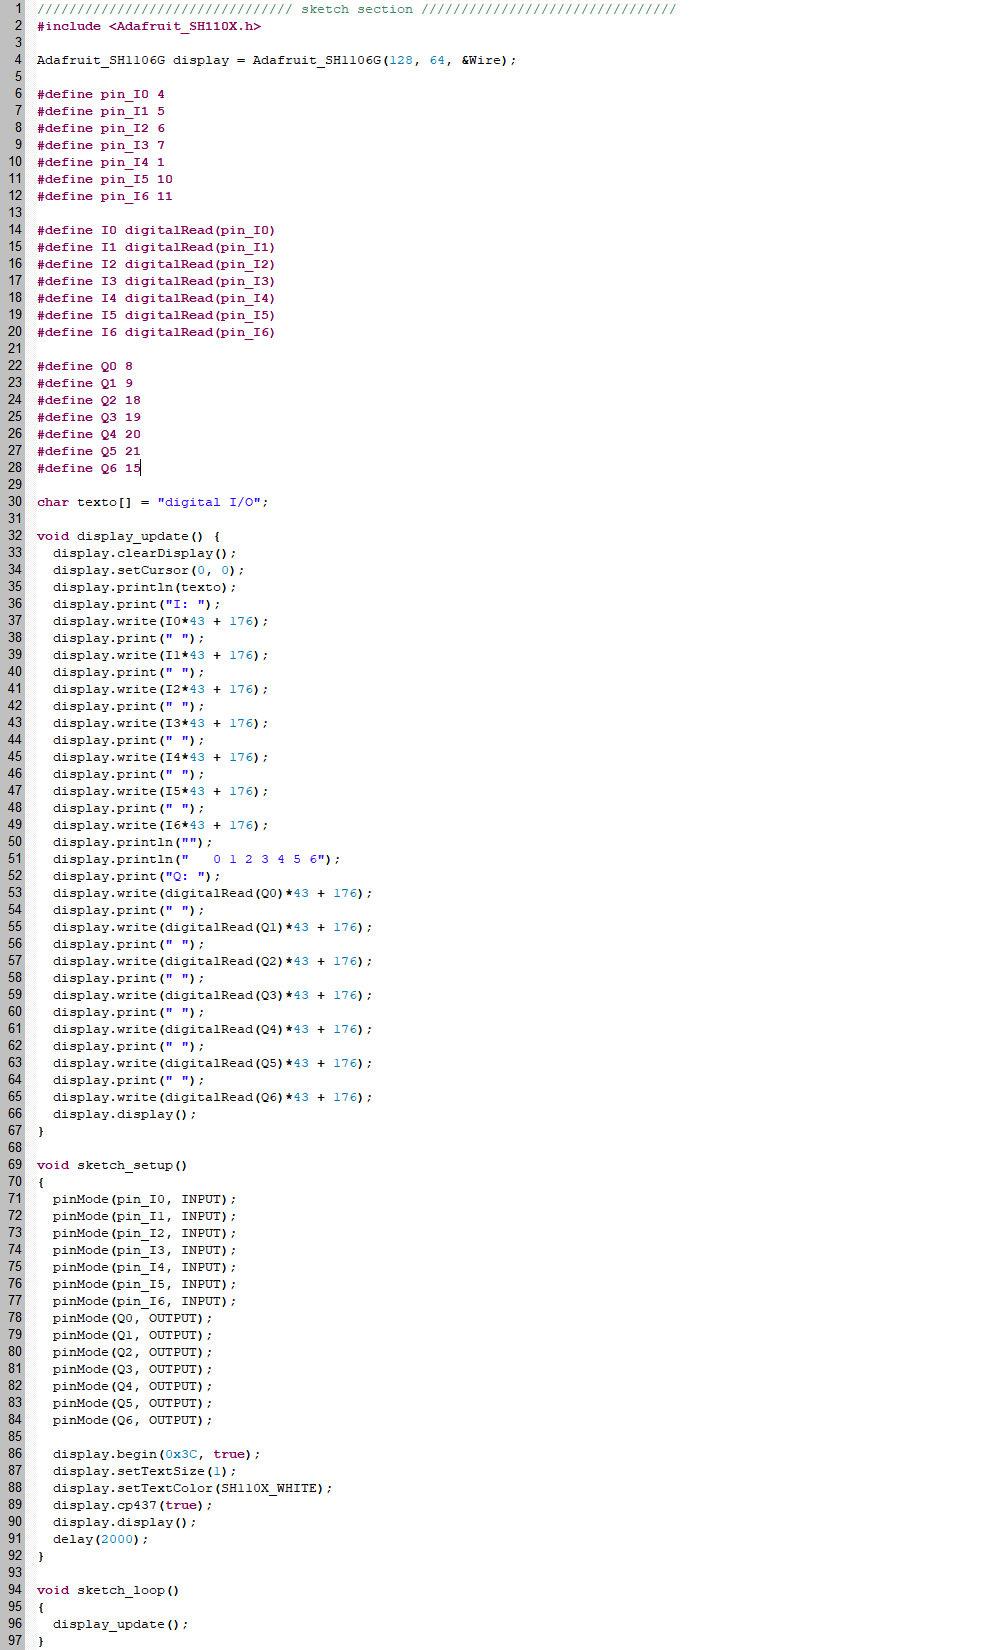 1 //////////////////////////////// sketch section ////////////////////////////////
2 #include <Adafruit_SH110X.h>
3
4 Adafruit_SH1106G display = Adafruit_SH1106G(128, 64, &Wire);
5
6 #define pin_I0 4
7 #define pin_I1 5
8 #define pin_I2 6
9 #define pin_I3 7
10 #define pin_I4 1
11 #define pin_I5 10
12 #define pin_I6 11
13
14 #define I0 digitalRead(pin_I0)
15 #define I1 digitalRead(pin_I1)
16 #define I2 digitalRead(pin_I2)
17 #define I3 digitalRead(pin_I3)
18 #define I4 digitalRead(pin_I4)
19 #define I5 digitalRead(pin_I5)
20 #define I6 digitalRead(pin_I6)
21
22 #define Q0 8
23 #define Q1 9
24 #define Q2 18
25 #define Q3 19
26 #define Q4 20
27 #define Q5 21
28 #define Q6 15
29
30 char texto[] = "digital I/O";
31
32 void display_update() {
33   display.clearDisplay();
34   display.setCursor(0, 0);
35   display.println(texto);
36   display.print("I: ");
37   display.write(I0*43 + 176);
38   display.print(" ");
39   display.write(I1*43 + 176);
40   display.print(" ");
41   display.write(I2*43 + 176);
42   display.print(" ");
43   display.write(I3*43 + 176);
44   display.print(" ");
45   display.write(I4*43 + 176);
46   display.print(" ");
47   display.write(I5*43 + 176);
48   display.print(" ");
49   display.write(I6*43 + 176);
50   display.println("");
51   display.println("   0 1 2 3 4 5 6");
52   display.print("Q: ");
53   display.write(digitalRead(Q0)*43 + 176);
54   display.print(" ");
55   display.write(digitalRead(Q1)*43 + 176);
56   display.print(" ");
57   display.write(digitalRead(Q2)*43 + 176);
58   display.print(" ");
59   display.write(digitalRead(Q3)*43 + 176);
60   display.print(" ");
61   display.write(digitalRead(Q4)*43 + 176);
62   display.print(" ");
63   display.write(digitalRead(Q5)*43 + 176);
64   display.print(" ");
65   display.write(digitalRead(Q6)*43 + 176);
66   display.display();
67 }
68
69 void sketch_setup()
70 {
71   pinMode(pin_I0, INPUT);
72   pinMode(pin_I1, INPUT);
73   pinMode(pin_I2, INPUT);
74   pinMode(pin_I3, INPUT);
75   pinMode(pin_I4, INPUT);
76   pinMode(pin_I5, INPUT);
77   pinMode(pin_I6, INPUT);
78   pinMode(Q0, OUTPUT);
79   pinMode(Q1, OUTPUT);
80   pinMode(Q2, OUTPUT);
81   pinMode(Q3, OUTPUT);
82   pinMode(Q4, OUTPUT);
83   pinMode(Q5, OUTPUT);
84   pinMode(Q6, OUTPUT);
85
86   display.begin(0x3C, true);
87   display.setTextSize(1);
88   display.setTextColor(SH110X_WHITE);
89   display.cp437(true);
90   display.display();
91   delay(2000);
92 }
93
94 void sketch_loop()
95 {
96   display_update();
97 }